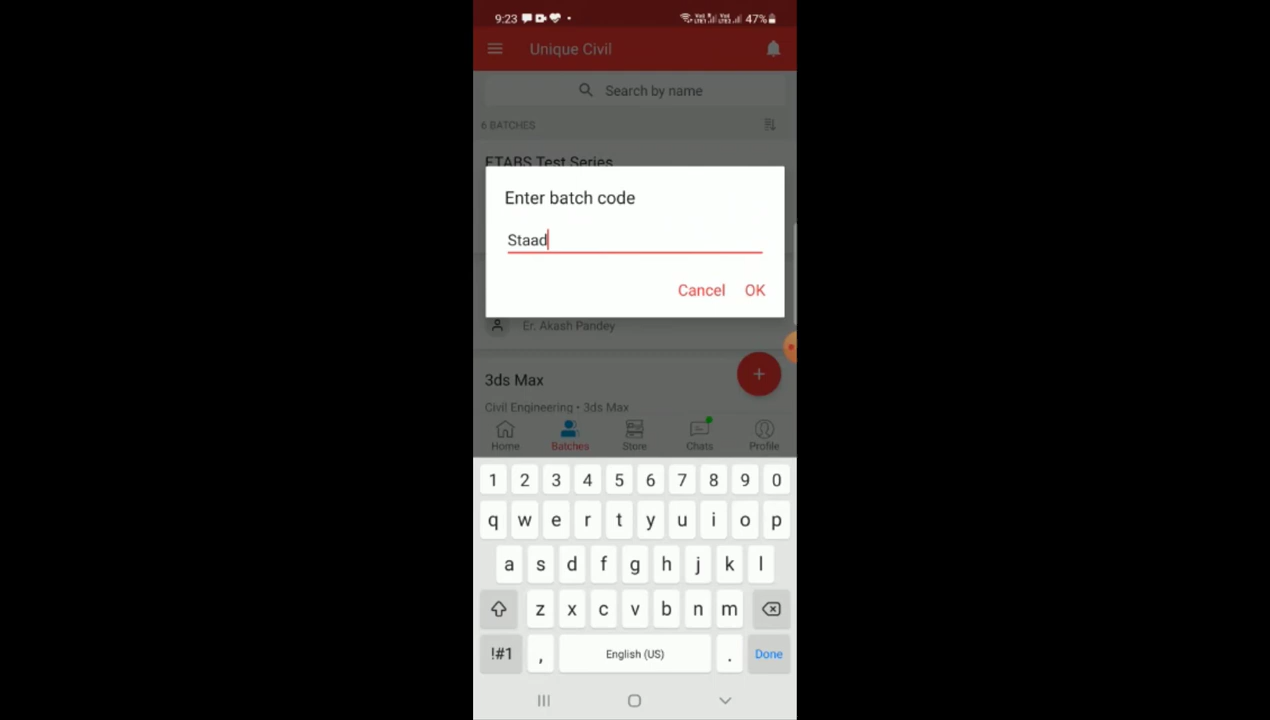 9:23
47%
Unique Civil
Search by name
6 BATCHES
ETABS Test Series
Enter batch code
Staad
Cancel OK
Er. Akash Pandey
3ds Max
Civil Engineering • 3ds Max
Home Batches Store Chats Profile
1 2 3 4 5 6 7 8 9 0
q w e r t y u i o p
a s d f g h j k l
z x c v b n m
!#1 , English (US) . Done